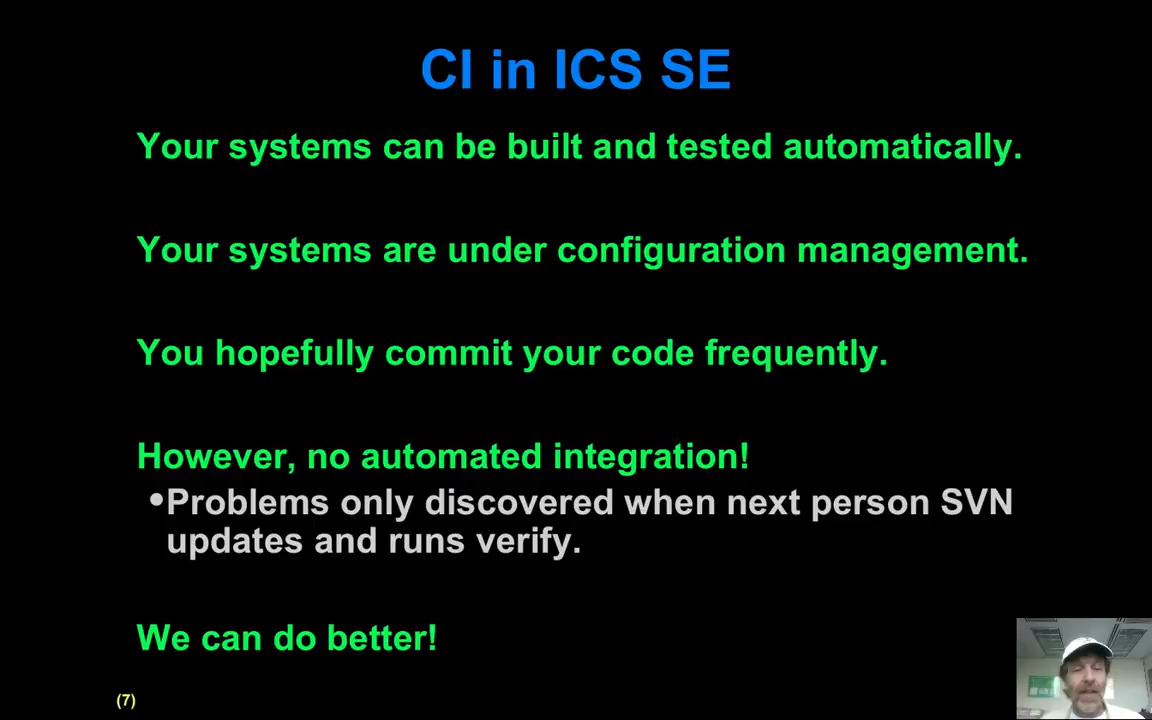 CI in ICS SE
Your systems can be built and tested automatically.
Your systems are under configuration management.
You hopefully commit your code frequently.
However, no automated integration!
•Problems only discovered when next person SVN
updates and runs verify.
We can do better!
(7)